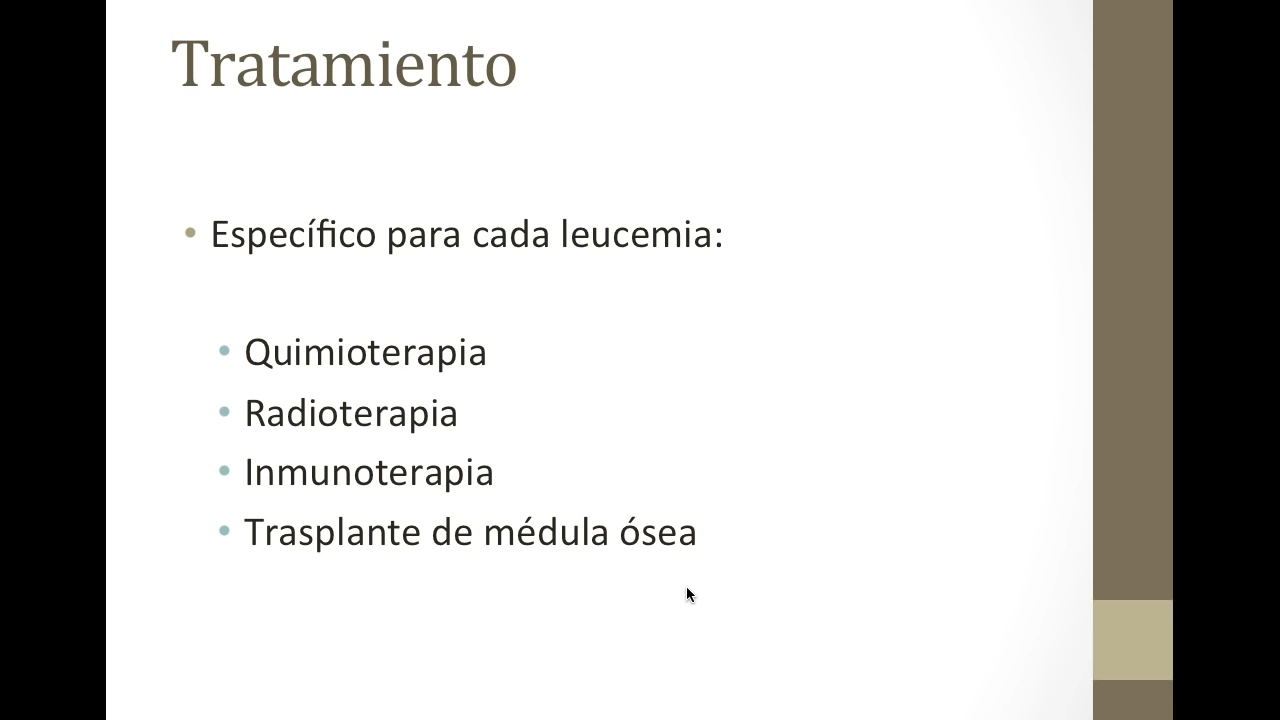 Tratamiento
• Específico para cada leucemia:
• Quimioterapia
• Radioterapia
• Inmunoterapia
• Trasplante de médula ósea